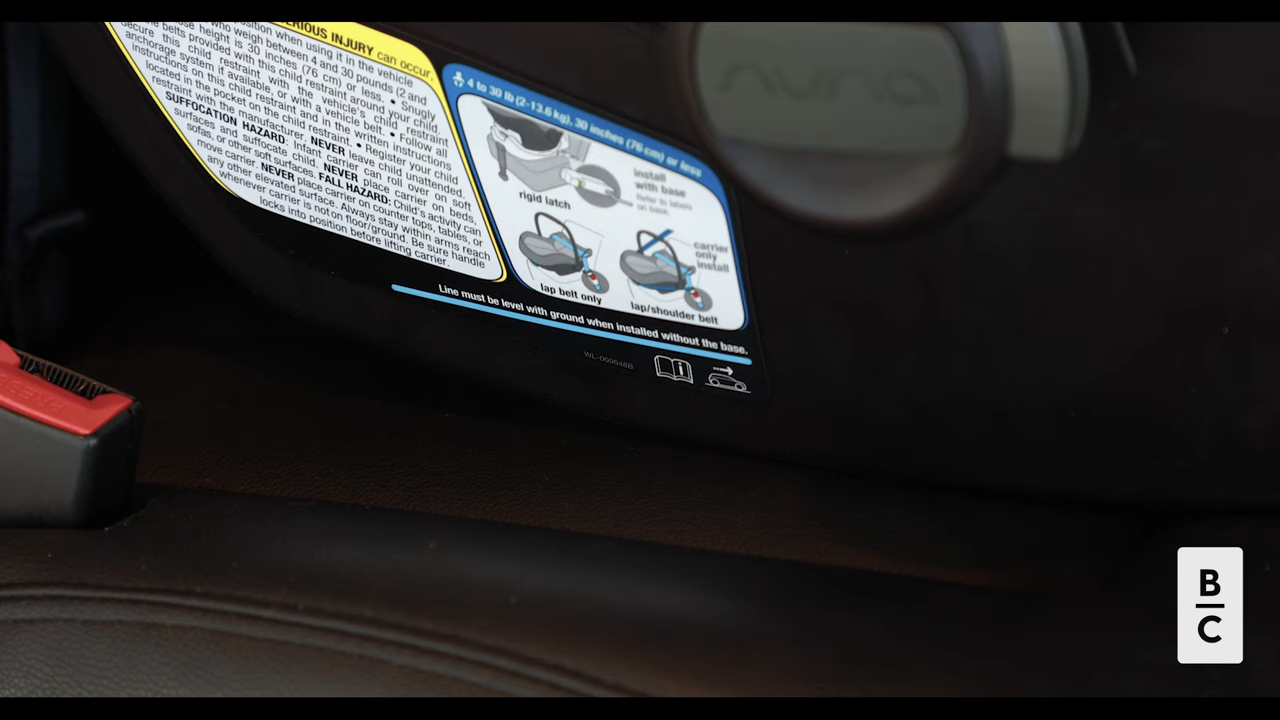 SERIOUS INJURY can occur.
position when using it in the vehicle
who weigh between 4 and 30 pounds (2 and
height is 30 inches (76 cm) or less. • Snugly
secure this child restraint around your child.
belts provided with this child restraint
anchorage system if available, or with a vehicle belt. • Follow all
instructions on this child restraint and in the written instructions
located in the pocket on the child restraint. • Register your child
restraint with the manufacturer. NEVER leave child unattended.
SUFFOCATION HAZARD: Infant carrier can roll over on soft
surfaces and suffocate child. NEVER place carrier on beds,
sofas, or other soft surfaces. FALL HAZARD: Child's activity can
move carrier. NEVER place carrier on counter tops, tables, or
any other elevated surface. Always stay within arms reach
whenever carrier is not on floor/ground. Be sure handle
locks into position before lifting carrier.
4 to 30 lb (2-13.6 kg), 30 inches (76 cm) or less
install
with base
Refer to labels
on base.
rigid latch
carrier
only
install
lap belt only
lap/shoulder belt
Line must be level with ground when installed without the base.
WL-000648B
nuna
PRESS
B
C